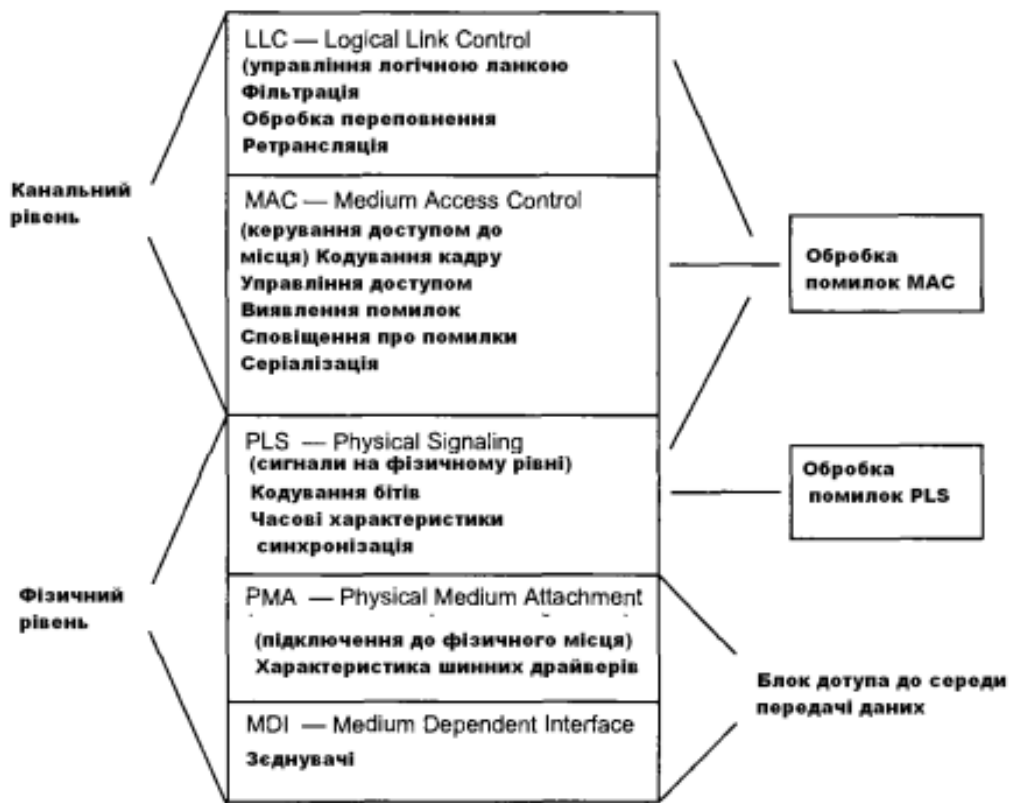 LLC — Logical Link Control
(управління логічною ланкою
Фільтрація
Обробка переповнення
Ретрансляція
Канальний
рівень
MAC — Medium Access Control
(керування доступом до
місця) Кодування кадру
Управління доступом
Виявлення помилок
Сповіщення про помилки
Серіалізація
Обробка
помилок MAC
PLS — Physical Signaling
(сигнали на фізичному рівні)
Кодування бітів
Часові характеристики
синхронізація
Обробка
помилок PLS
Фізичний
рівень
PMA — Physical Medium Attachment
(підключення до фізичного місця)
Характеристика шинних драйверів
Блок дотупа до середи
передачі даних
MDI — Medium Dependent Interface
Зєднувачі